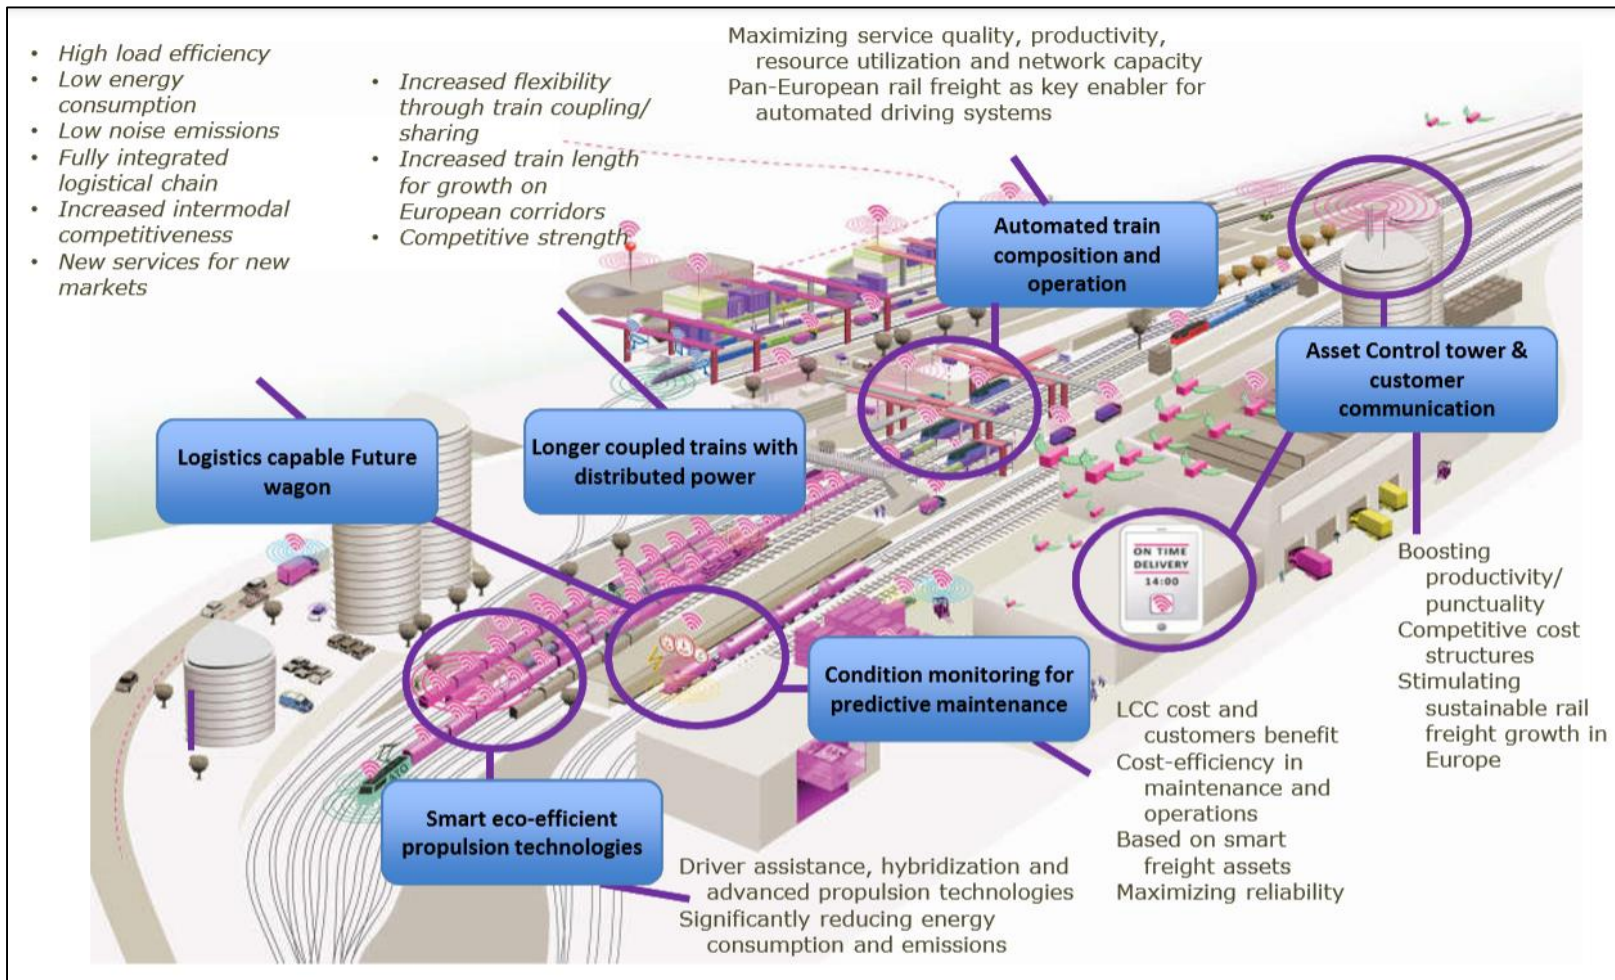 • High load efficiency
• Low energy
consumption
• Low noise emissions
• Fully integrated
logistical chain
• Increased intermodal
competitiveness
• New services for new
markets
• Increased flexibility
through train coupling/
sharing
• Increased train length
for growth on
European corridors
• Competitive strength
Maximizing service quality, productivity,
resource utilization and network capacity
Pan-European rail freight as key enabler for
automated driving systems
Automated train
composition and
operation
Asset Control tower &
customer
communication
Logistics capable Future
wagon
Longer coupled trains with
distributed power
ON TIME
DELIVERY
14:00
Boosting
productivity/
punctuality
Competitive cost
structures
Stimulating
sustainable rail
freight growth in
Europe
Condition monitoring for
predictive maintenance
LCC cost and
customers benefit
Cost-efficiency in
maintenance and
operations
Based on smart
freight assets
Maximizing reliability
Smart eco-efficient
propulsion technologies
Driver assistance, hybridization and
advanced propulsion technologies
Significantly reducing energy
consumption and emissions